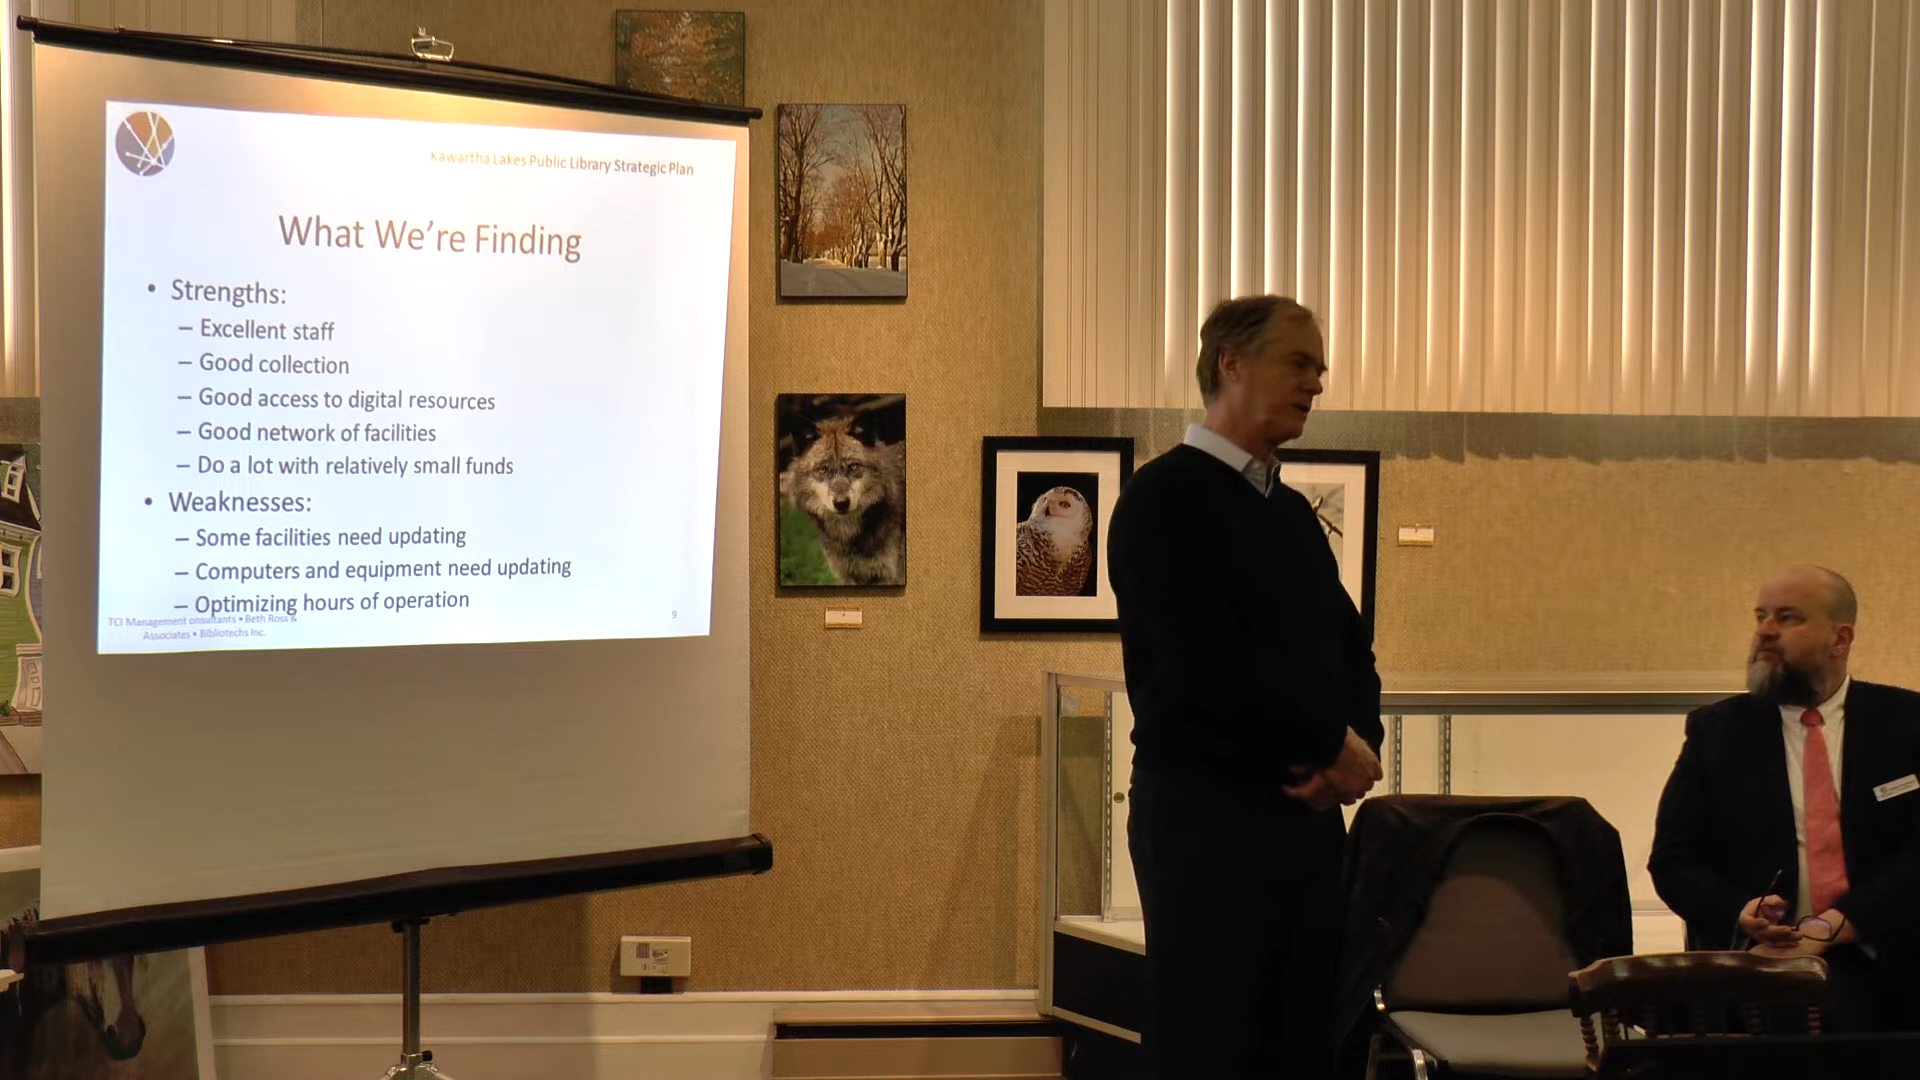 Kawartha Lakes Public Library Strategic Plan
What We're Finding
• Strengths:
– Excellent staff
– Good collection
– Good access to digital resources
– Good network of facilities
– Do a lot with relatively small funds
• Weaknesses:
– Some facilities need updating
– Computers and equipment need updating
– Optimizing hours of operation
TCI Management onsultants • Beth Ross &
Associates • Bibliotechs Inc.
9